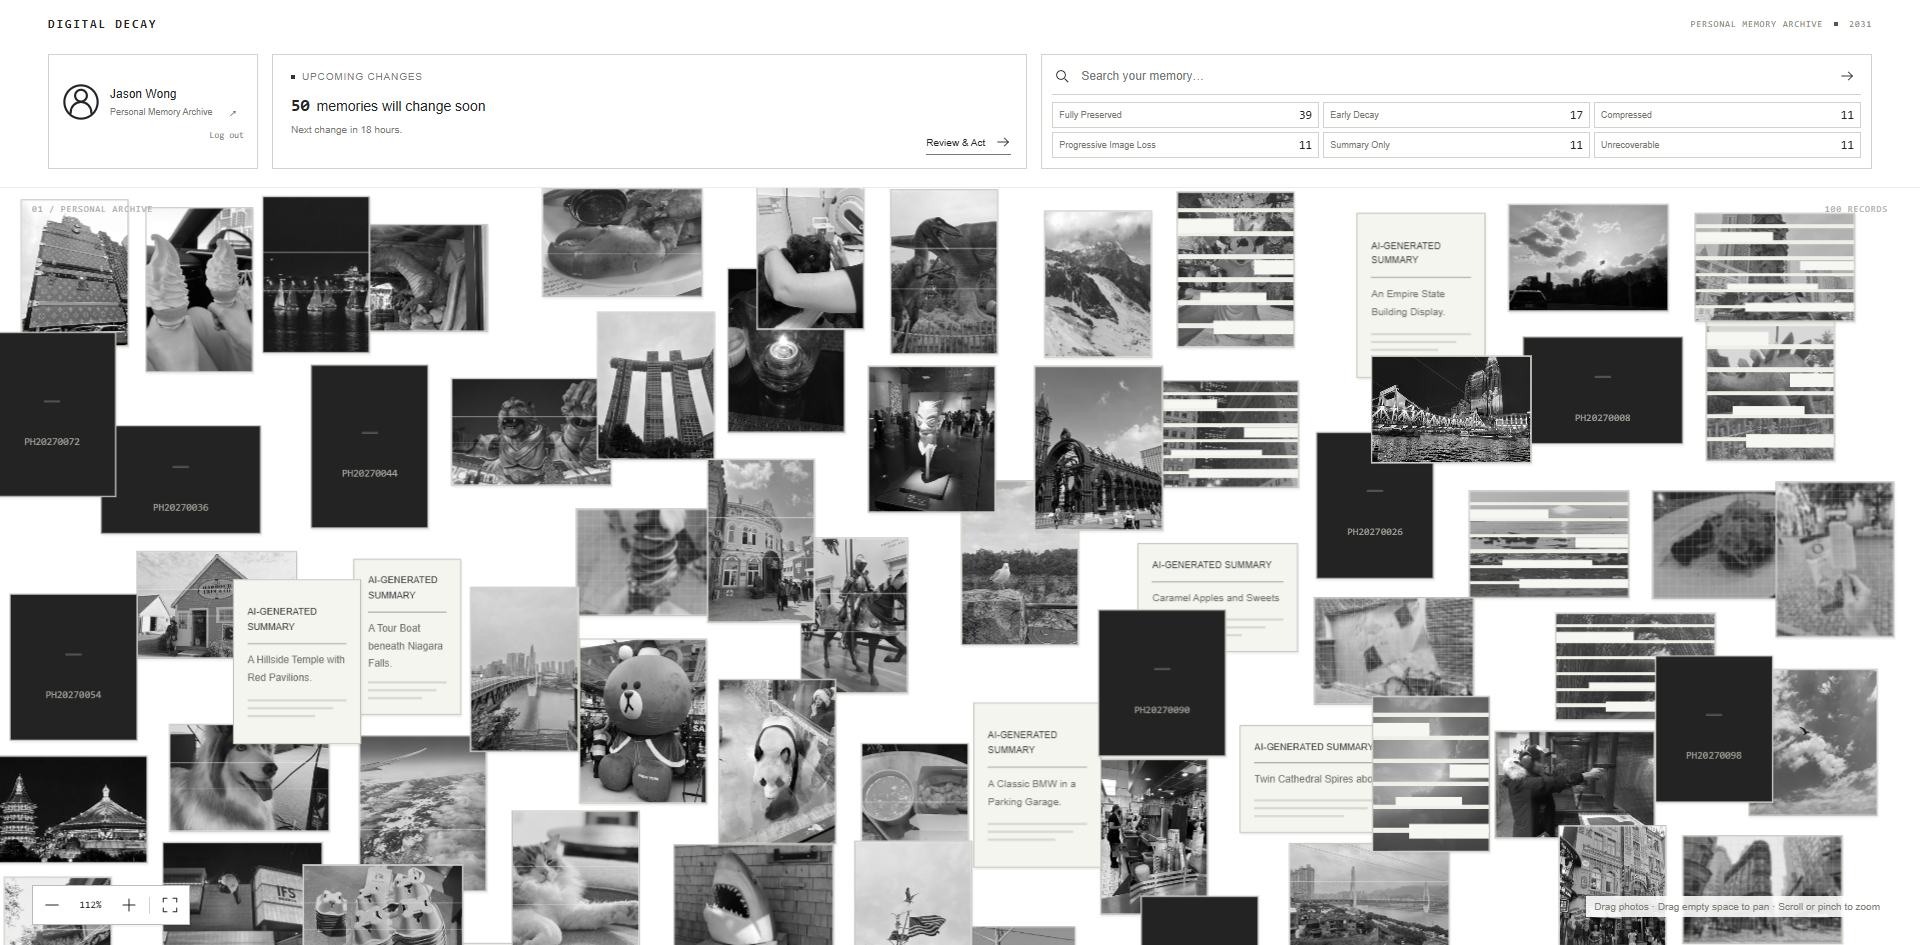 DIGITAL DECAY
PERSONAL MEMORY ARCHIVE ■ 2031
Jason Wong
Personal Memory Archive ↗
Log out
UPCOMING CHANGES
50 memories will change soon
Next change in 18 hours.
Review & Act →
Search your memory...
Fully Preserved 39
Early Decay 17
Compressed 11
Progressive Image Loss 11
Summary Only 11
Unrecoverable 11
01 / PERSONAL ARCHIVE
100 RECORDS
AI-GENERATED
SUMMARY
An Empire State
Building Display.
PH20270072
PH20270036
PH20270044
PH20270008
PH20270026
AI-GENERATED SUMMARY
Caramel Apples and Sweets
AI-GENERATED
SUMMARY
A Tour Boat
beneath Niagara
Falls.
AI-GENERATED
SUMMARY
A Hillside Temple with
Red Pavilions.
PH20270054
PH20270090
PH20270098
AI-GENERATED
SUMMARY
A Classic BMW in a
Parking Garage.
AI-GENERATED SUMMARY
Twin Cathedral Spires
IFS
112%
Drag photos · Drag empty space to pan · Scroll or pinch to zoom